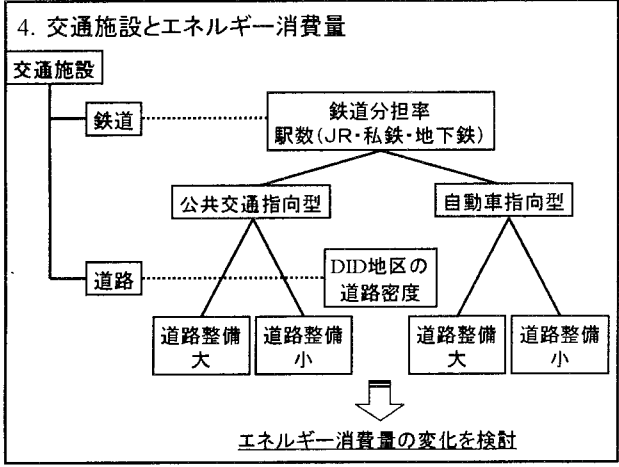 4. 交通施設とエネルギー消費量
交通施設
鉄道
鉄道分担率
駅数(JR・私鉄・地下鉄)
公共交通指向型
自動車指向型
道路
DID地区の
道路密度
道路整備
大
道路整備
小
道路整備
大
道路整備
小
エネルギー消費量の変化を検討